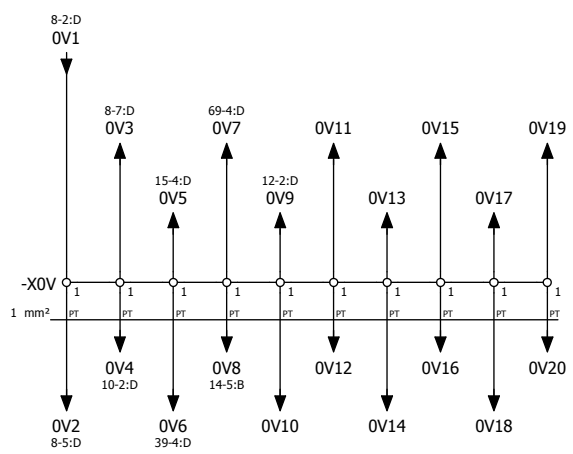 8-2:D
0V1
8-7:D 69-4:D
0V3 0V7 0V11 0V15 0V19
15-4:D 12-2:D
0V5 0V9 0V13 0V17
-X0V
1 1 1 1 1 1 1 1 1 1
1 mm² PT PT PT PT PT PT PT PT PT PT
0V4 0V8 0V12 0V16 0V20
10-2:D 14-5:B
0V2 0V6 0V10 0V14 0V18
8-5:D 39-4:D